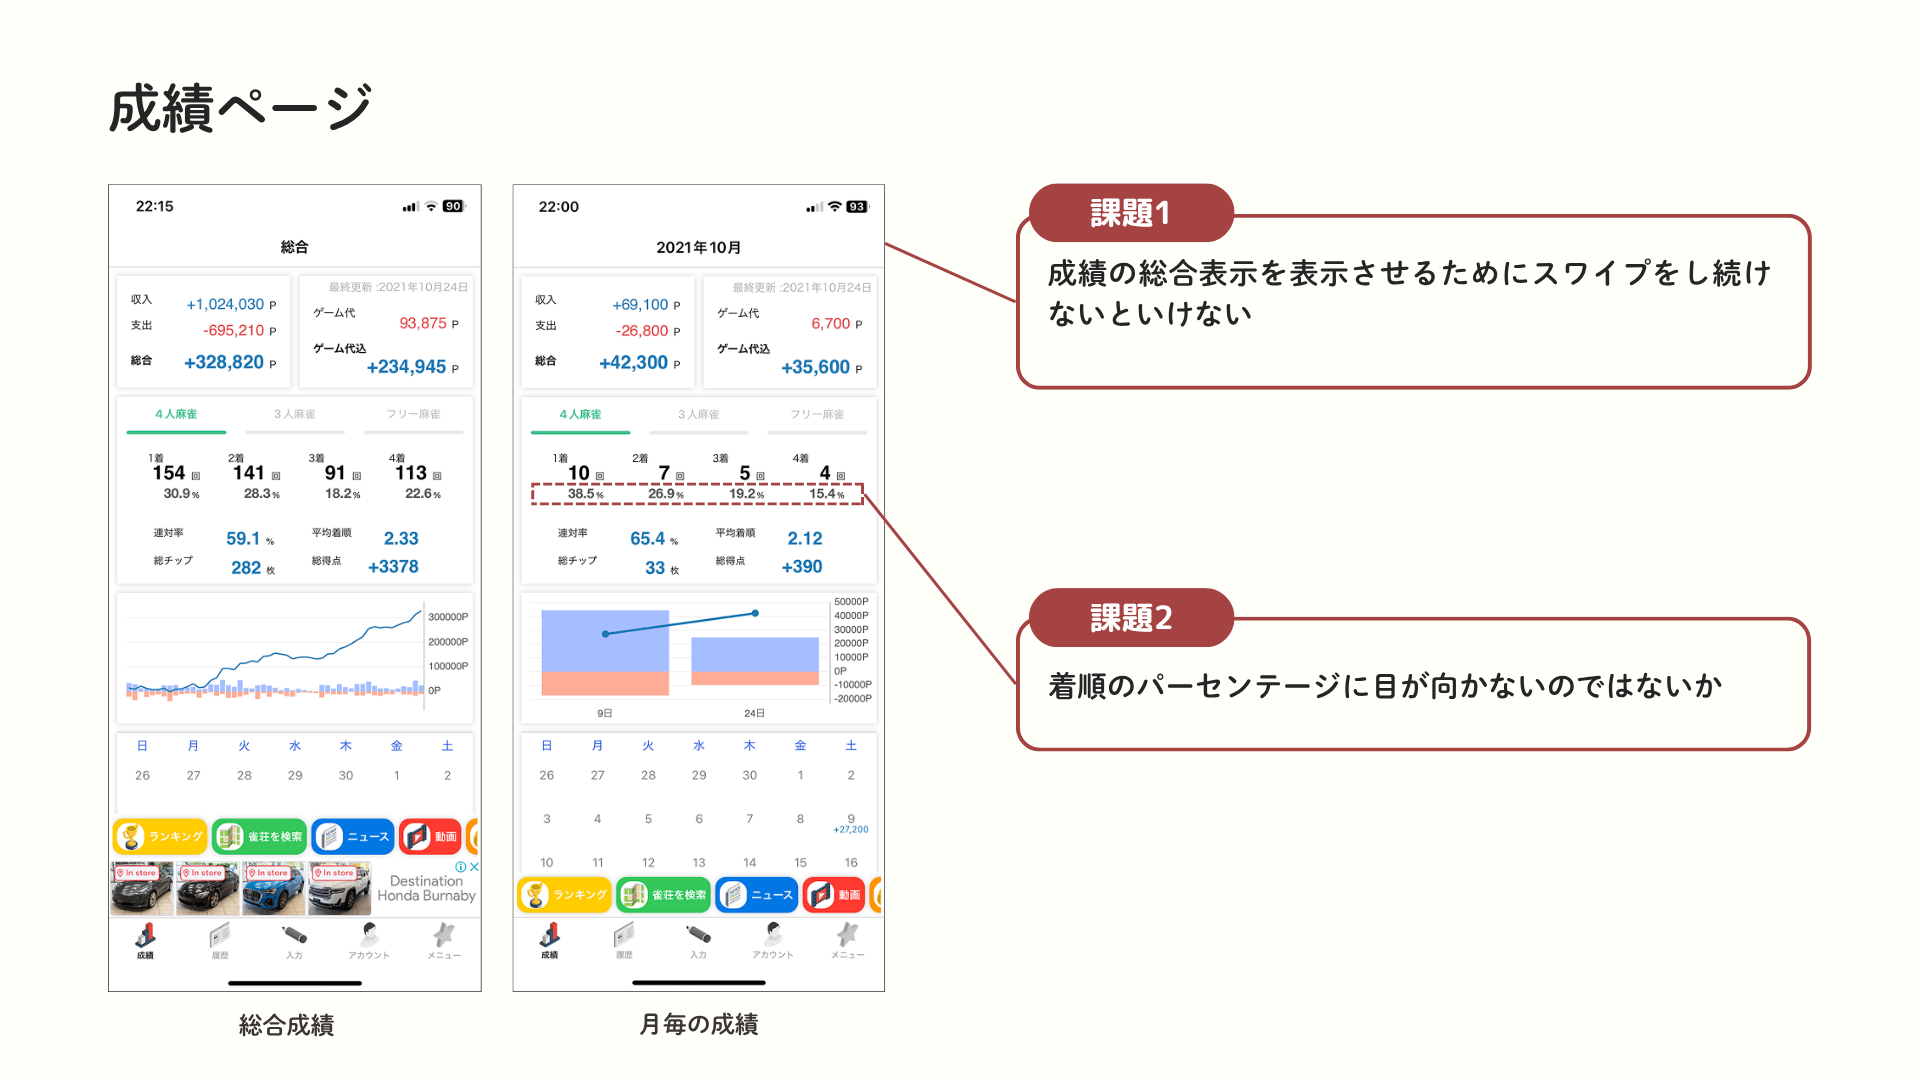 成績ページ
22:15
90
総合
収入 +1,024,030 P
支出 -695,210 P
総合 +328,820 P
最終更新 :2021年10月24日
ゲーム代
93,875 P
ゲーム代込
+234,945 P
4人麻雀 3人麻雀 フリー麻雀
1着 2着 3着 4着
154 回 141 回 91 回 113 回
30.9% 28.3% 18.2% 22.6%
連対率 59.1 % 平均着順 2.33
総チップ 282 枚 総得点 +3378
300000P
200000P
100000P
0P
日 月 火 水 木 金 土
26 27 28 29 30 1 2
ランキング 雀荘を検索 ニュース 動画
In store In store In store In store
Destination
Honda Burnaby
成績 履歴 入力 アカウント メニュー
総合成績
22:00
93
2021年10月
収入 +69,100 P
支出 -26,800 P
総合 +42,300 P
最終更新 :2021年10月24日
ゲーム代
6,700 P
ゲーム代込
+35,600 P
4人麻雀 3人麻雀 フリー麻雀
1着 2着 3着 4着
10 回 7 回 5 回 4 回
38.5% 26.9% 19.2% 15.4%
連対率 65.4 % 平均着順 2.12
総チップ 33 枚 総得点 +390
50000P
40000P
30000P
20000P
10000P
0P
-10000P
-20000P
9日 24日
日 月 火 水 木 金 土
26 27 28 29 30 1 2
3 4 5 6 7 8 9
+27,200
10 11 12 13 14 15 16
ランキング 雀荘を検索 ニュース 動画
成績 履歴 入力 アカウント メニュー
月毎の成績
課題1
成績の総合表示を表示させるためにスワイプをし続け
ないといけない
課題2
着順のパーセンテージに目が向かないのではないか